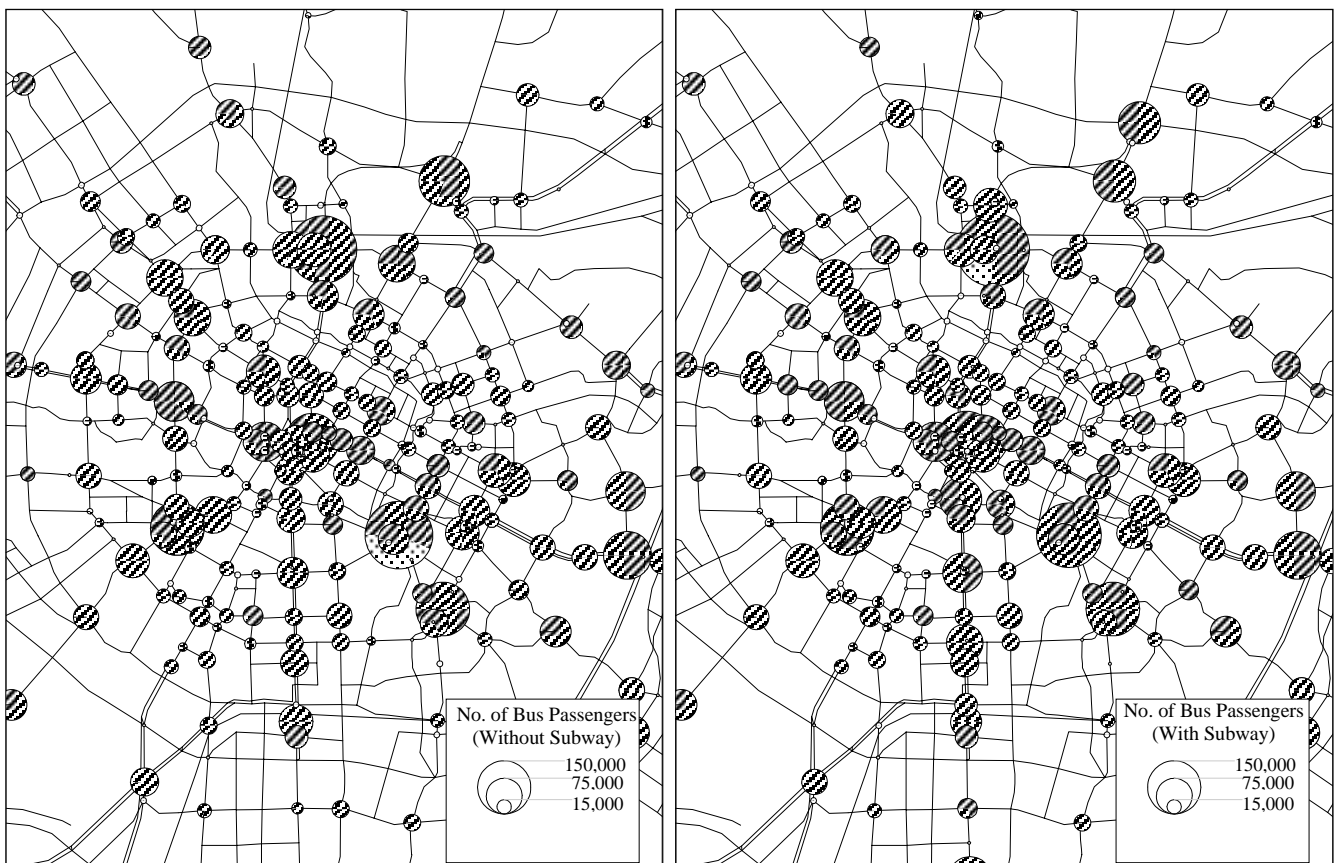 No. of Bus Passengers
(Without Subway)
150,000
75,000
15,000
No. of Bus Passengers
(With Subway)
150,000
75,000
15,000